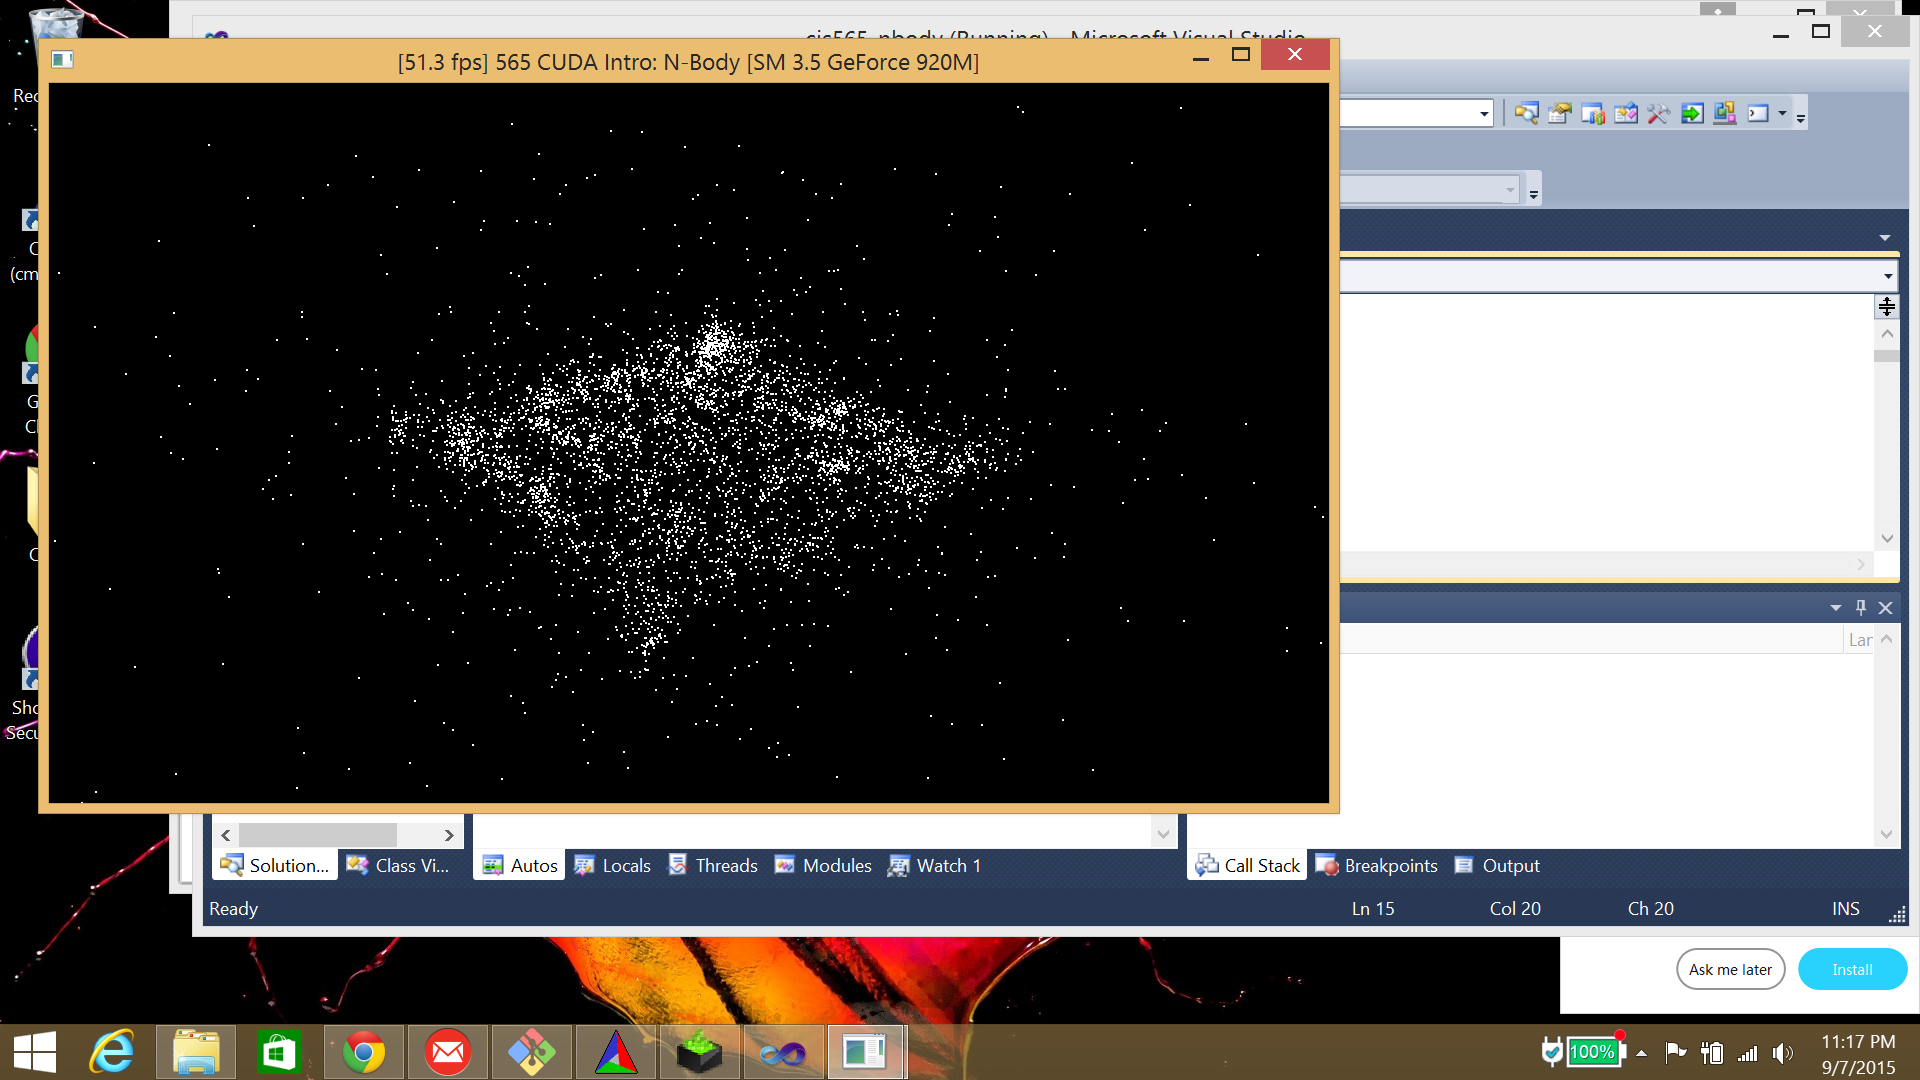 cis565_nbody (Running) - Microsoft Visual Studio
[51.3 fps] 565 CUDA Intro: N-Body [SM 3.5 GeForce 920M]
Rec
C
(cm
G
Cl
C
Sho
Secu
Lar
Solution...
Class Vi...
Autos
Locals
Threads
Modules
Watch 1
Call Stack
Breakpoints
Output
Ready
Ln 15
Col 20
Ch 20
INS
Ask me later
Install
100%
11:17 PM
9/7/2015